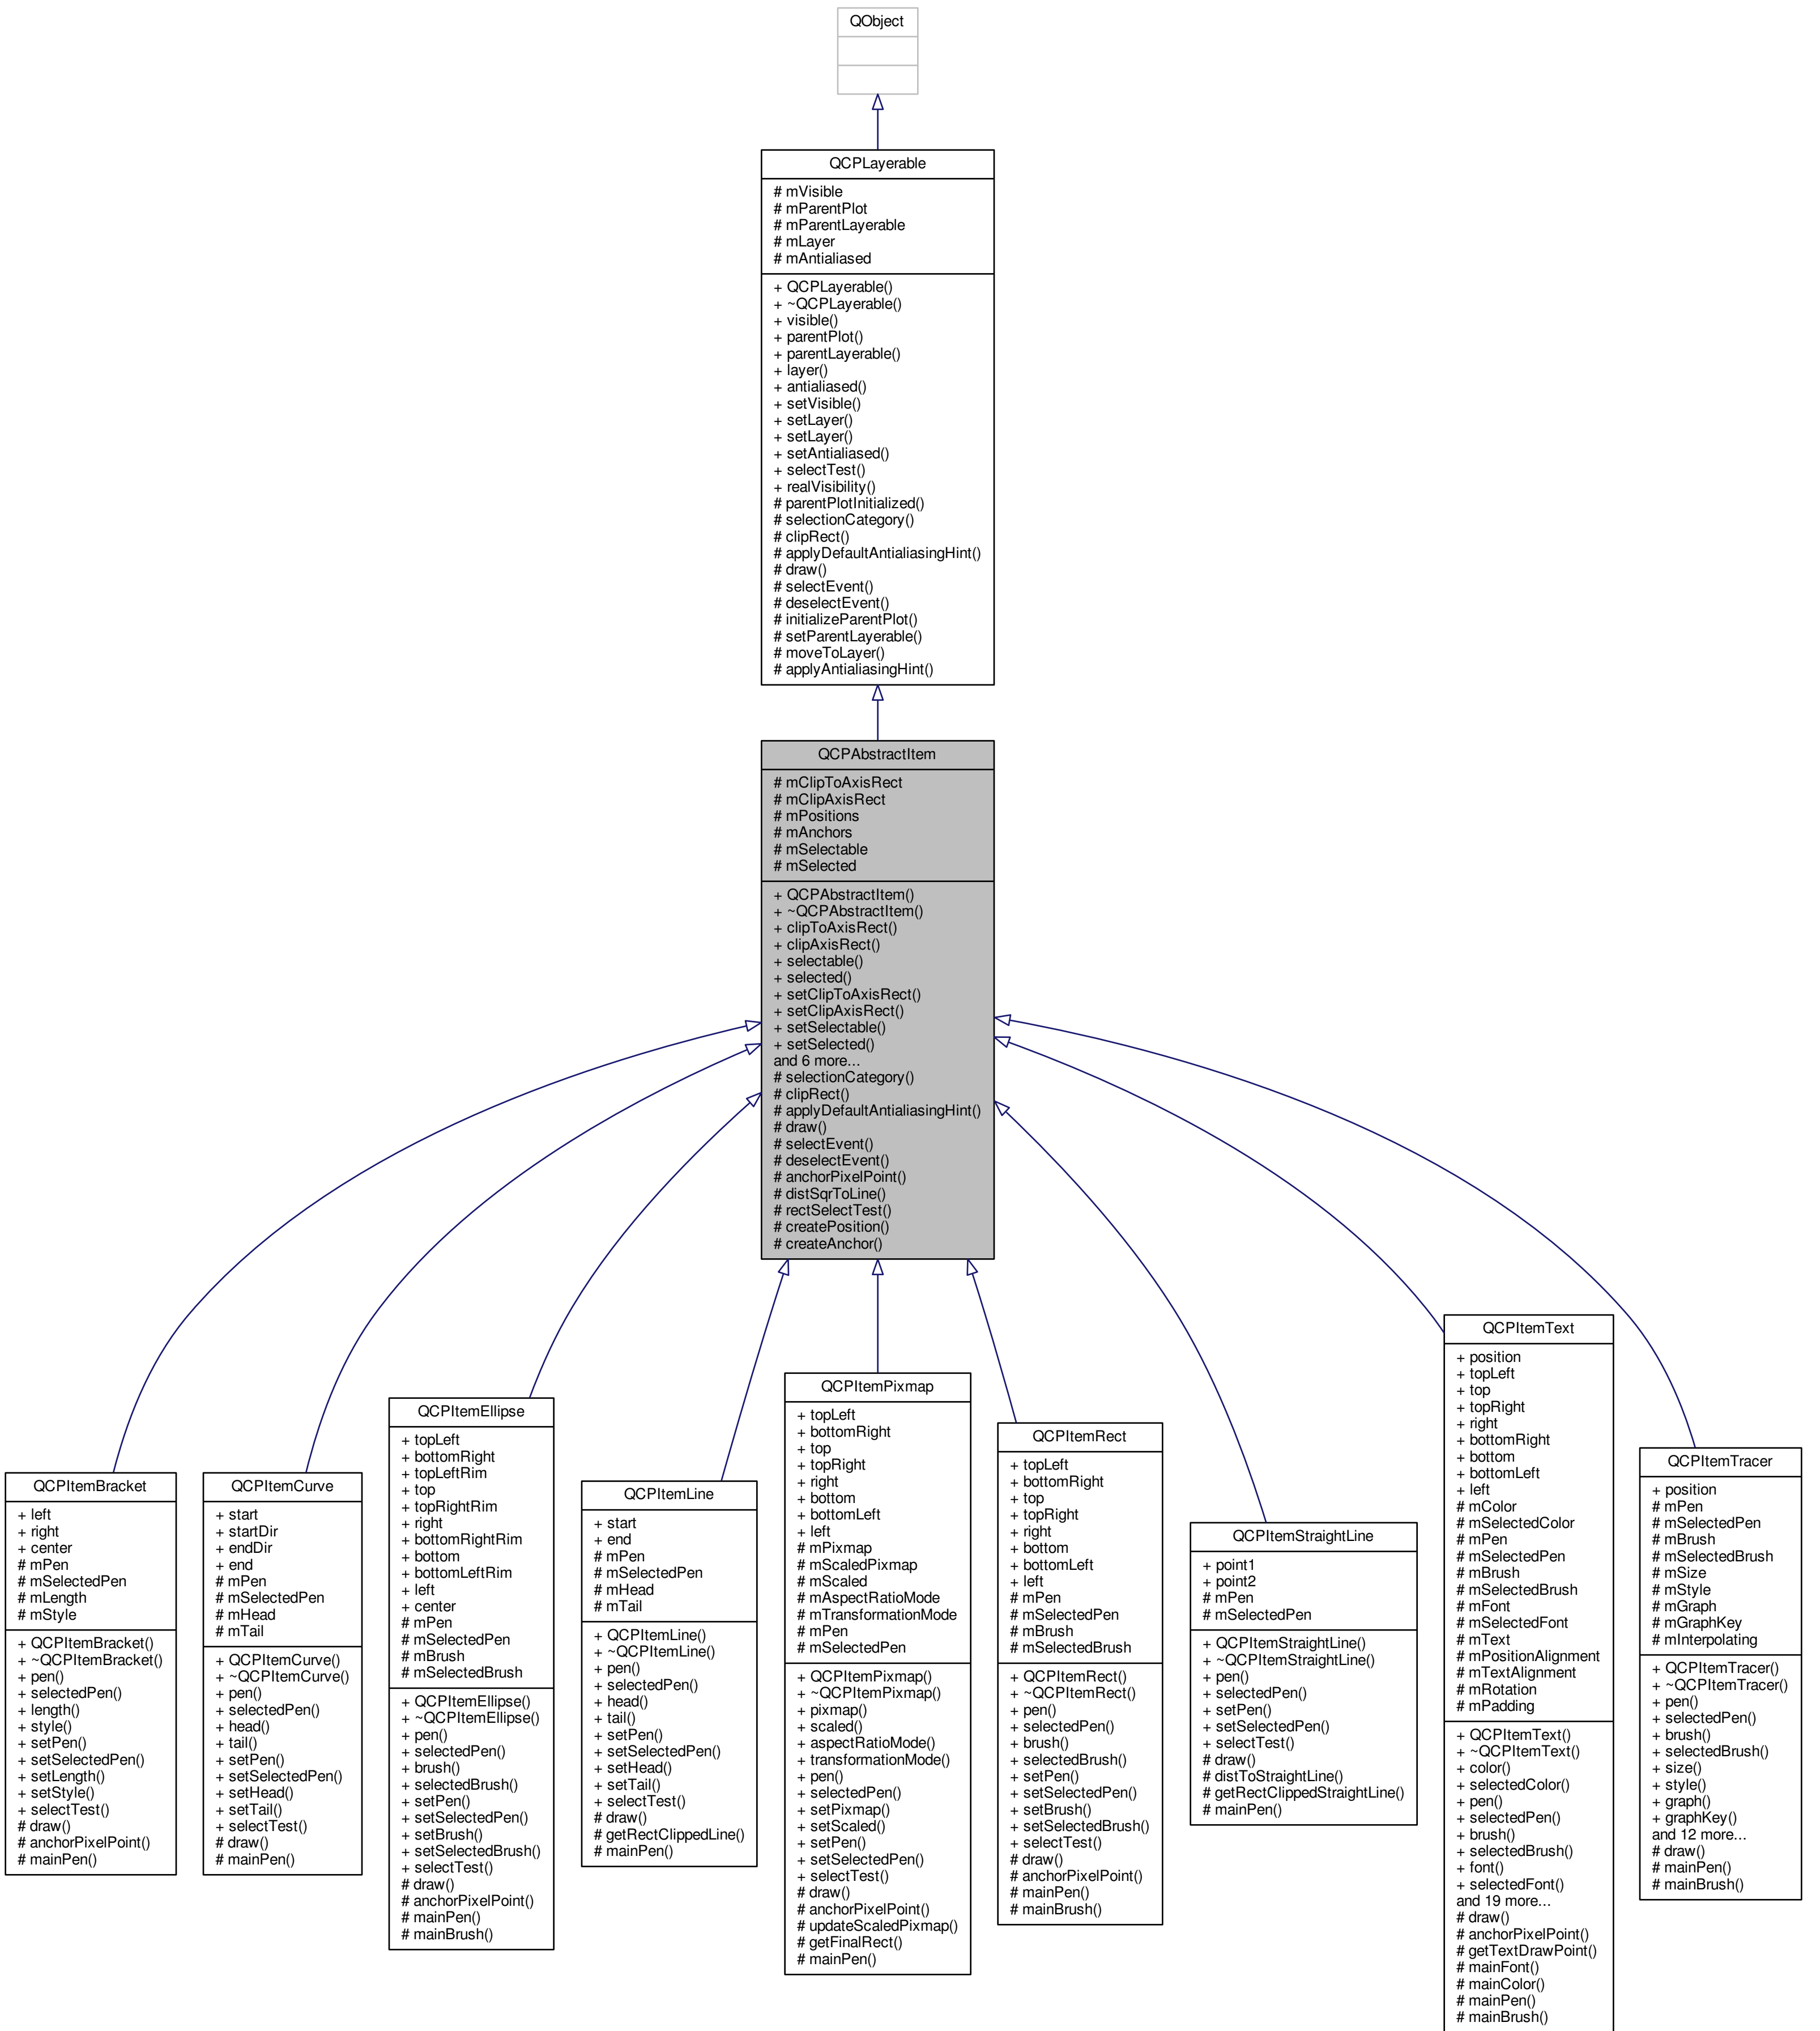 QObject
QCPLayerable
# mVisible
# mParentPlot
# mParentLayerable
# mLayer
# mAntialiased
+ QCPLayerable()
+ ~QCPLayerable()
+ visible()
+ parentPlot()
+ parentLayerable()
+ layer()
+ antialiased()
+ setVisible()
+ setLayer()
+ setLayer()
+ setAntialiased()
+ selectTest()
+ realVisibility()
# parentPlotInitialized()
# selectionCategory()
# clipRect()
# applyDefaultAntialiasingHint()
# draw()
# selectEvent()
# deselectEvent()
# initializeParentPlot()
# setParentLayerable()
# moveToLayer()
# applyAntialiasingHint()
QCPAbstractItem
# mClipToAxisRect
# mClipAxisRect
# mPositions
# mAnchors
# mSelectable
# mSelected
+ QCPAbstractItem()
+ ~QCPAbstractItem()
+ clipToAxisRect()
+ clipAxisRect()
+ selectable()
+ selected()
+ setClipToAxisRect()
+ setClipAxisRect()
+ setSelectable()
+ setSelected()
and 6 more...
# selectionCategory()
# clipRect()
# applyDefaultAntialiasingHint()
# draw()
# selectEvent()
# deselectEvent()
# anchorPixelPoint()
# distSqrToLine()
# rectSelectTest()
# createPosition()
# createAnchor()
QCPItemBracket
+ left
+ right
+ center
# mPen
# mSelectedPen
# mLength
# mStyle
+ QCPItemBracket()
+ ~QCPItemBracket()
+ pen()
+ selectedPen()
+ length()
+ style()
+ setPen()
+ setSelectedPen()
+ setLength()
+ setStyle()
+ selectTest()
# draw()
# anchorPixelPoint()
# mainPen()
QCPItemCurve
+ start
+ startDir
+ endDir
+ end
# mPen
# mSelectedPen
# mHead
# mTail
+ QCPItemCurve()
+ ~QCPItemCurve()
+ pen()
+ selectedPen()
+ head()
+ tail()
+ setPen()
+ setSelectedPen()
+ setHead()
+ setTail()
+ selectTest()
# draw()
# mainPen()
QCPItemEllipse
+ topLeft
+ bottomRight
+ topLeftRim
+ top
+ topRightRim
+ right
+ bottomRightRim
+ bottom
+ bottomLeftRim
+ left
+ center
# mPen
# mSelectedPen
# mBrush
# mSelectedBrush
+ QCPItemEllipse()
+ ~QCPItemEllipse()
+ pen()
+ selectedPen()
+ brush()
+ selectedBrush()
+ setPen()
+ setSelectedPen()
+ setBrush()
+ setSelectedBrush()
+ selectTest()
# draw()
# anchorPixelPoint()
# mainPen()
# mainBrush()
QCPItemLine
+ start
+ end
# mPen
# mSelectedPen
# mHead
# mTail
+ QCPItemLine()
+ ~QCPItemLine()
+ pen()
+ selectedPen()
+ head()
+ tail()
+ setPen()
+ setSelectedPen()
+ setHead()
+ setTail()
+ selectTest()
# draw()
# getRectClippedLine()
# mainPen()
QCPItemPixmap
+ topLeft
+ bottomRight
+ top
+ topRight
+ right
+ bottom
+ bottomLeft
+ left
# mPixmap
# mScaledPixmap
# mScaled
# mAspectRatioMode
# mTransformationMode
# mPen
# mSelectedPen
+ QCPItemPixmap()
+ ~QCPItemPixmap()
+ pixmap()
+ scaled()
+ aspectRatioMode()
+ transformationMode()
+ pen()
+ selectedPen()
+ setPixmap()
+ setScaled()
+ setPen()
+ setSelectedPen()
+ selectTest()
# draw()
# anchorPixelPoint()
# updateScaledPixmap()
# getFinalRect()
# mainPen()
QCPItemRect
+ topLeft
+ bottomRight
+ top
+ topRight
+ right
+ bottom
+ bottomLeft
+ left
# mPen
# mSelectedPen
# mBrush
# mSelectedBrush
+ QCPItemRect()
+ ~QCPItemRect()
+ pen()
+ selectedPen()
+ brush()
+ selectedBrush()
+ setPen()
+ setSelectedPen()
+ setBrush()
+ setSelectedBrush()
+ selectTest()
# draw()
# anchorPixelPoint()
# mainPen()
# mainBrush()
QCPItemStraightLine
+ point1
+ point2
# mPen
# mSelectedPen
+ QCPItemStraightLine()
+ ~QCPItemStraightLine()
+ pen()
+ selectedPen()
+ setPen()
+ setSelectedPen()
+ selectTest()
# draw()
# distToStraightLine()
# getRectClippedStraightLine()
# mainPen()
QCPItemText
+ position
+ topLeft
+ top
+ topRight
+ right
+ bottomRight
+ bottom
+ bottomLeft
+ left
# mColor
# mSelectedColor
# mPen
# mSelectedPen
# mBrush
# mSelectedBrush
# mFont
# mSelectedFont
# mText
# mPositionAlignment
# mTextAlignment
# mRotation
# mPadding
+ QCPItemText()
+ ~QCPItemText()
+ color()
+ selectedColor()
+ pen()
+ selectedPen()
+ brush()
+ selectedBrush()
+ font()
+ selectedFont()
and 19 more...
# draw()
# anchorPixelPoint()
# getTextDrawPoint()
# mainFont()
# mainColor()
# mainPen()
# mainBrush()
QCPItemTracer
+ position
# mPen
# mSelectedPen
# mBrush
# mSelectedBrush
# mSize
# mStyle
# mGraph
# mGraphKey
# mInterpolating
+ QCPItemTracer()
+ ~QCPItemTracer()
+ pen()
+ selectedPen()
+ brush()
+ selectedBrush()
+ size()
+ style()
+ graph()
+ graphKey()
and 12 more...
# draw()
# mainPen()
# mainBrush()